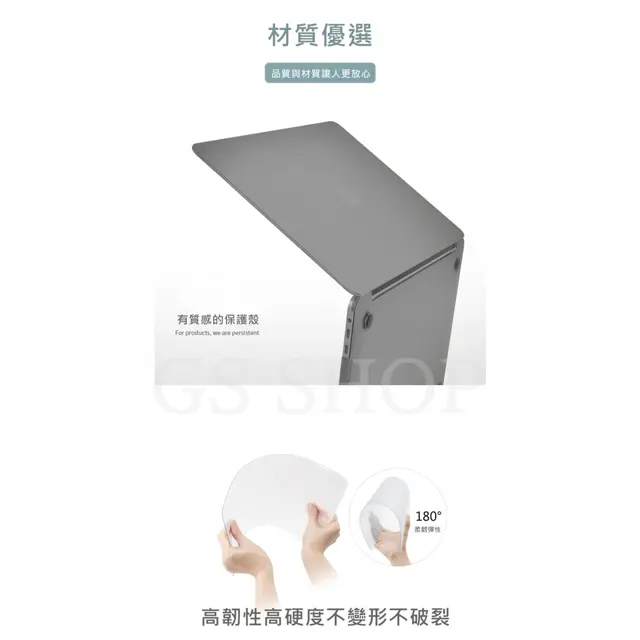 材質優選
品質與材質讓人更放心
有質感的保護殼
For products, we are persistent
GS SHOP
180°
柔韌彈性
高韌性高硬度不變形不破裂